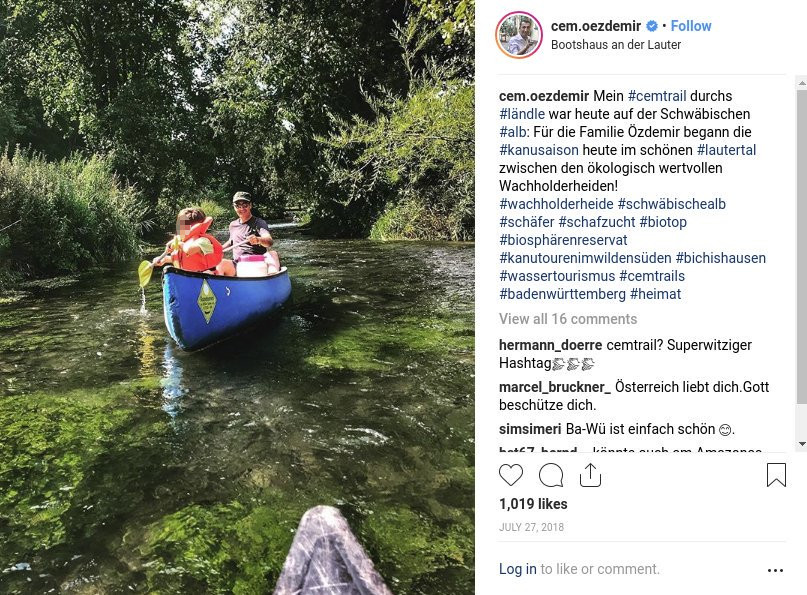 cem.oezdemir • Follow
Bootshaus an der Lauter
cem.oezdemir Mein #cemtrail durchs
#ländle war heute auf der Schwäbischen
#alb: Für die Familie Özdemir begann die
#kanusaison heute im schönen #lautertal
zwischen den ökologisch wertvollen
Wachholderheiden!
#wachholderheide #schwäbischealb
#schäfer #schafzucht #biotop
#biosphärenreservat
#kanutourenimwildensüden #bichishausen
#wassertourismus #cemtrails
#badenwürttemberg #heimat
View all 16 comments
hermann_doerre cemtrail? Superwitziger
Hashtag👏👏👏
marcel_bruckner_ Österreich liebt dich.Gott
beschütze dich.
simsimeri Ba-Wü ist einfach schön 😊.
1,019 likes
JULY 27, 2018
Log in to like or comment.